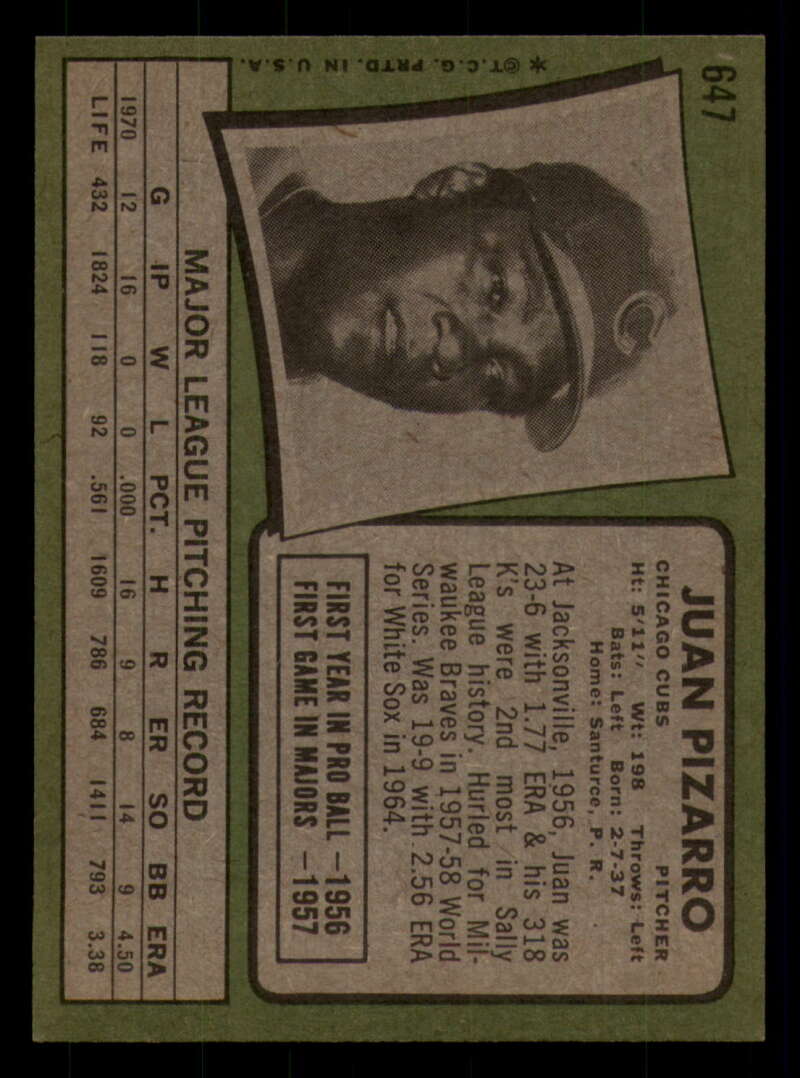 647
* ©T.C.G. PRTD. IN U.S.A.
C
JUAN PIZARRO
CHICAGO CUBS PITCHER
Ht: 5'11" Wt: 198 Throws: Left
Bats: Left Born: 2-7-37
Home: Santurce, P. R.
At Jacksonville, 1956, Juan was
23-6 with 1.77 ERA & his 318
K's were 2nd most in Sally
League history. Hurled for Mil-
waukee Braves in 1957-58 World
Series. Was 19-9 with 2.56 ERA
for White Sox in 1964.
FIRST YEAR IN PRO BALL —1956
FIRST GAME IN MAJORS —1957
MAJOR LEAGUE PITCHING RECORD
G IP W L PCT. H R ER SO BB ERA
1970 12 16 0 0 .000 16 9 8 14 9 4.50
LIFE 432 1824 118 92 .561 1609 786 684 1411 793 3.38